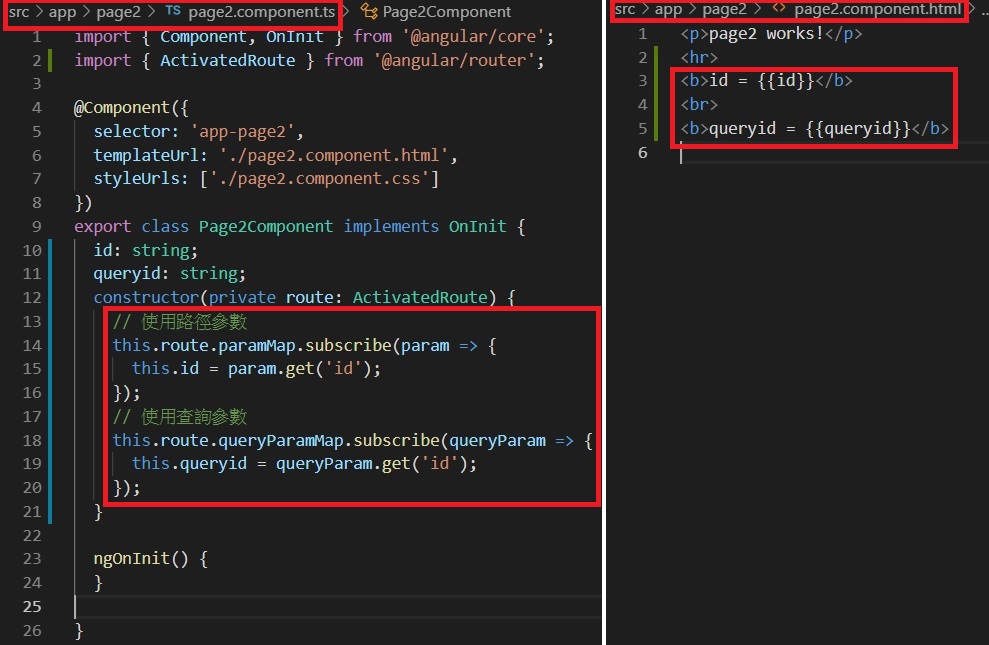 src > app > page2 > TS page2.component.ts > Page2Component
1 import { Component, OnInit } from '@angular/core';
2 import { ActivatedRoute } from '@angular/router';
3
4 @Component({
5   selector: 'app-page2',
6   templateUrl: './page2.component.html',
7   styleUrls: ['./page2.component.css']
8 })
9 export class Page2Component implements OnInit {
10   id: string;
11   queryid: string;
12   constructor(private route: ActivatedRoute) {
13     // 使用路徑參數
14     this.route.paramMap.subscribe(param => {
15       this.id = param.get('id');
16     });
17     // 使用查詢參數
18     this.route.queryParamMap.subscribe(queryParam => {
19       this.queryid = queryParam.get('id');
20     });
21   }
22
23   ngOnInit() {
24   }
25
26 }
src > app > page2 > <> page2.component.html > ..
1 <p>page2 works!</p>
2 <hr>
3 <b>id = {{id}}</b>
4 <br>
5 <b>queryid = {{queryid}}</b>
6